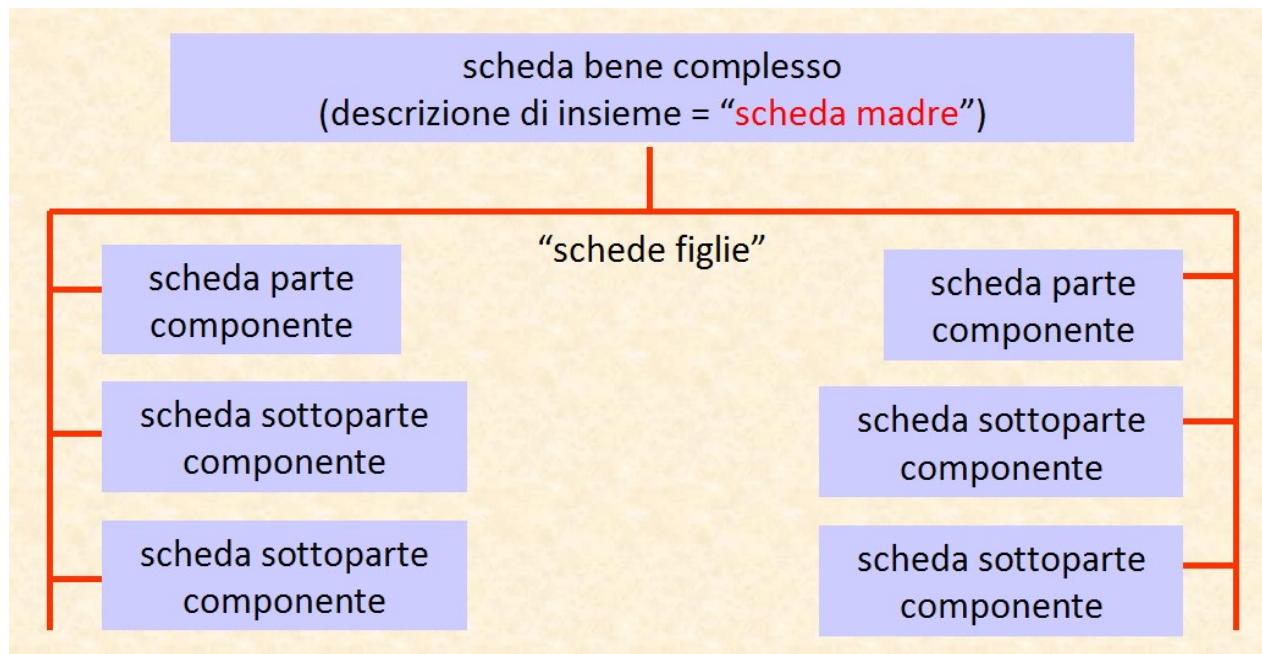 scheda bene complesso
(descrizione di insieme = “scheda madre”)
“schede figlie”
scheda parte
componente
scheda sottoparte
componente
scheda sottoparte
componente
scheda parte
componente
scheda sottoparte
componente
scheda sottoparte
componente